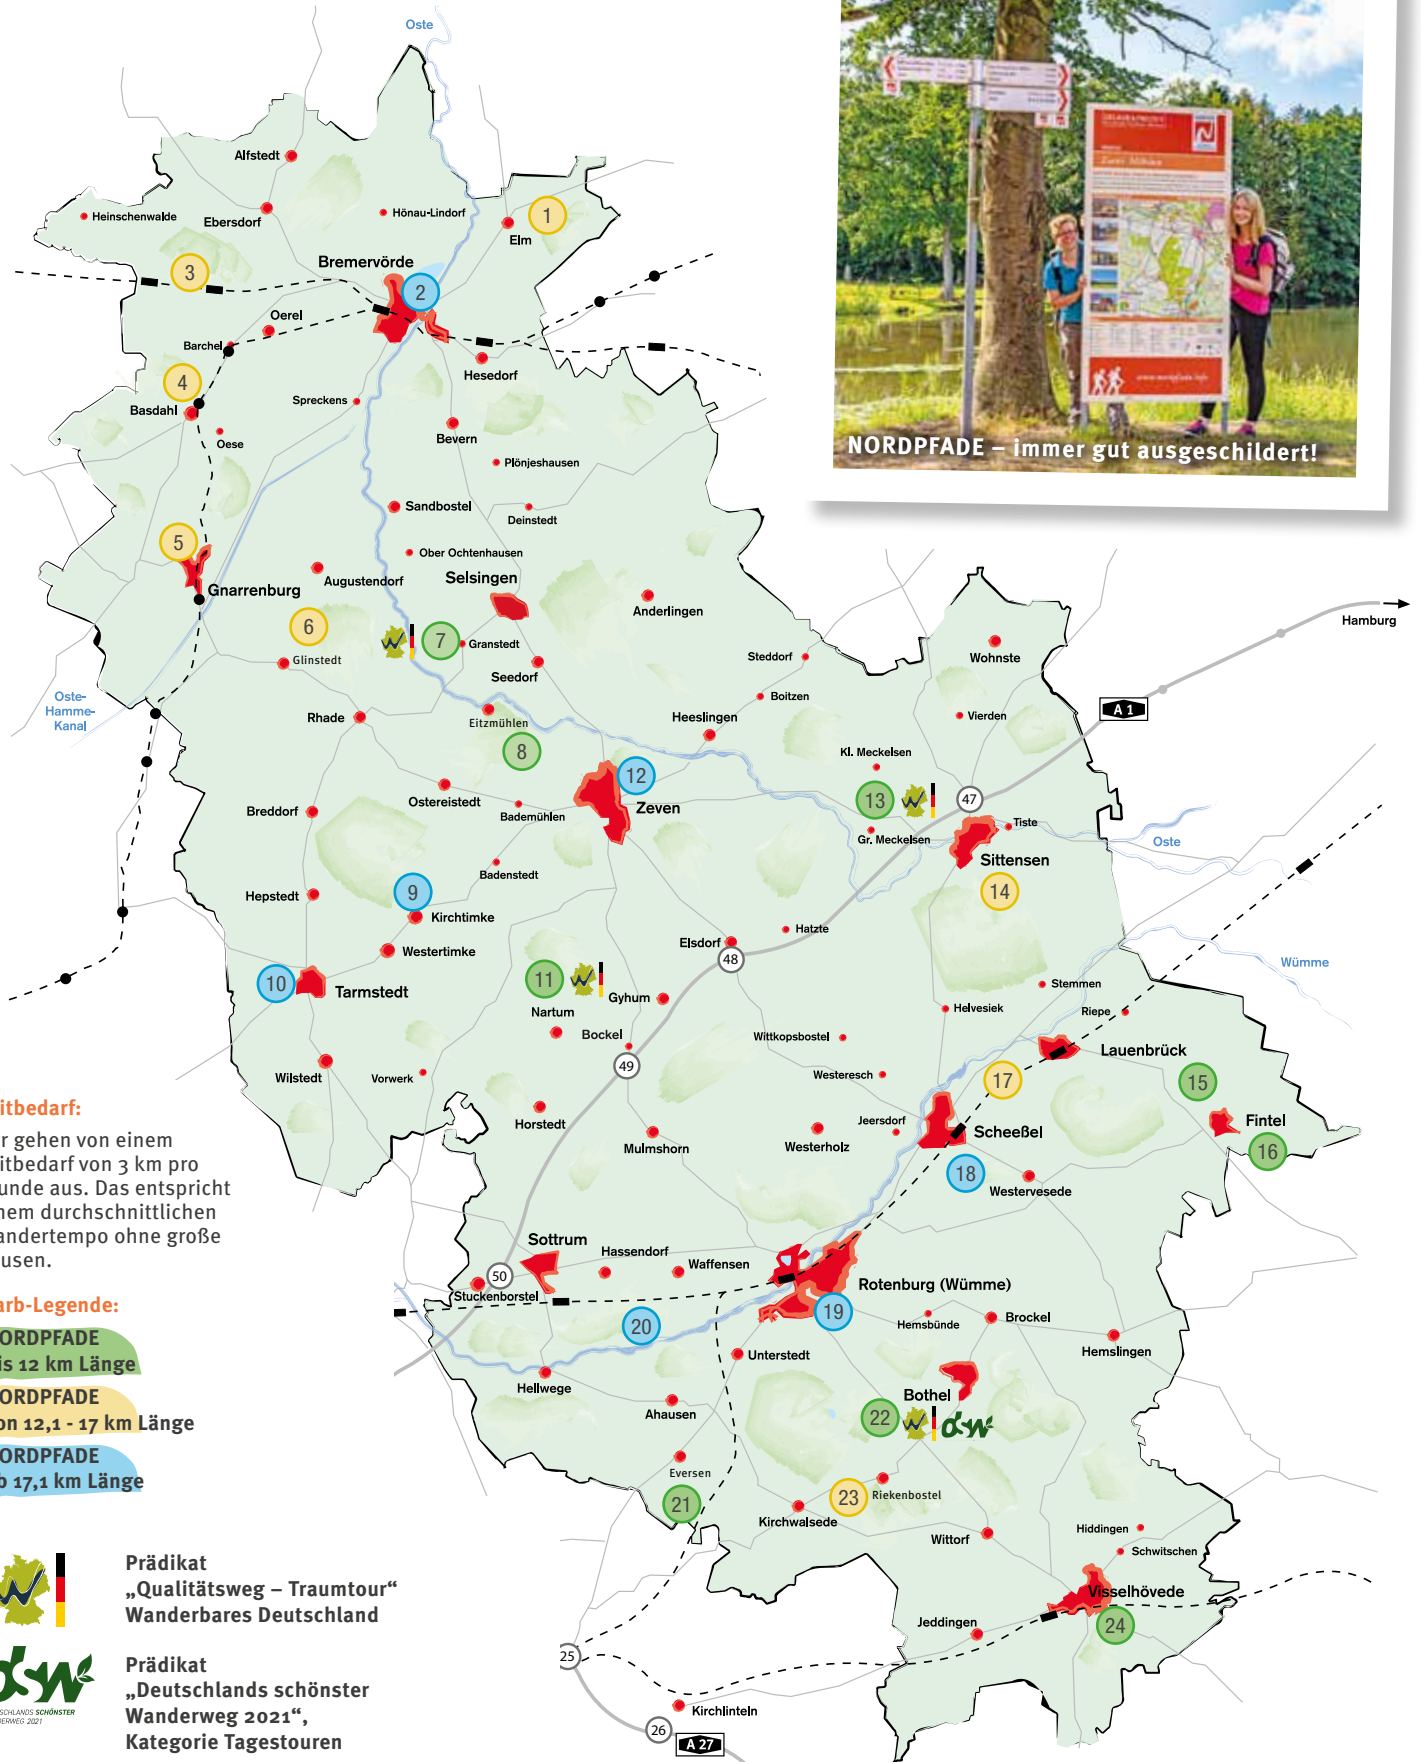 Oste
Alfstedt
Heinschenwalde
Ebersdorf
Hönau-Lindorf
1
Elm
Bremervörde
3
2
Oerel
Barchel
Hesedorf
4
Basdahl
Spreckens
Oese
Bevern
NORDPFADE – immer gut ausgeschildert!
Plönjeshausen
Sandbostel
Deinstedt
5
Ober Ochtenhausen
Augustendorf
Selsingen
Gnarrenburg
Anderlingen
Hamburg
6
7
Granstedt
Glinstedt
Steddorf
Wohnste
Seedorf
Oste-
Hamme-
Kanal
Boitzen
A 1
Rhade
Eitzmühlen
Heeslingen
Vierden
8
Kl. Meckelsen
12
Ostereistedt
13
47
Breddorf
Bademühlen
Zeven
Tiste
Gr. Meckelsen
Oste
Sittensen
Badenstedt
9
14
Hepstedt
Kirchtimke
Hatzte
Elsdorf
Westertimke
48
Wümme
10
11
Tarmstedt
Gyhum
Stemmen
Nartum
Helvesiek
Riepe
Bockel
Wittkopsbostel
Lauenbrück
49
Wilstedt
Vorwerk
Westeresch
17
15
Horstedt
Jeersdorf
Fintel
Scheeßel
Mulmshorn
Westerholz
16
18
Westervesede
itbedarf:
r gehen von einem
itbedarf von 3 km pro
unde aus. Das entspricht
nem durchschnittlichen
andertempo ohne große
usen.
Sottrum
Hassendorf
Waffensen
50
Stuckenborstel
Rotenburg (Wümme)
19
20
Hemsbünde
Brockel
Hemslingen
Unterstedt
Hellwege
Bothel
Ahausen
22
dsw
Eversen
21
23
Riekenbostel
Kirchwalsede
Wittorf
Hiddingen
Schwitschen
Visselhövede
Jeddingen
24
25
Kirchlinteln
26
A 27
arb-Legende:
ORDPFADE
is 12 km Länge
ORDPFADE
on 12,1 - 17 km Länge
ORDPFADE
b 17,1 km Länge
Prädikat
„Qualitätsweg – Traumtour“
Wanderbares Deutschland
dsw
SCHLANDS SCHÖNSTER
DERWEG 2021
Prädikat
„Deutschlands schönster
Wanderweg 2021“,
Kategorie Tagestouren